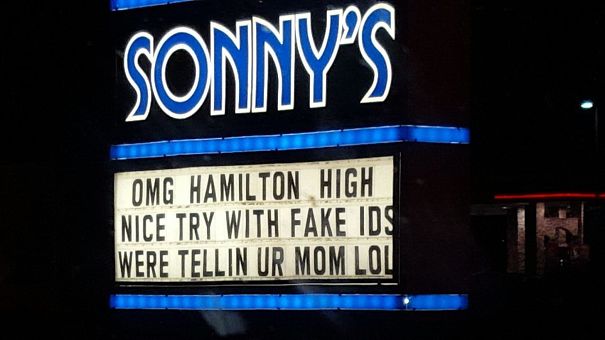 SONNY'S
OMG HAMILTON HIGH
NICE TRY WITH FAKE IDS
WERE TELLIN UR MOM LOL